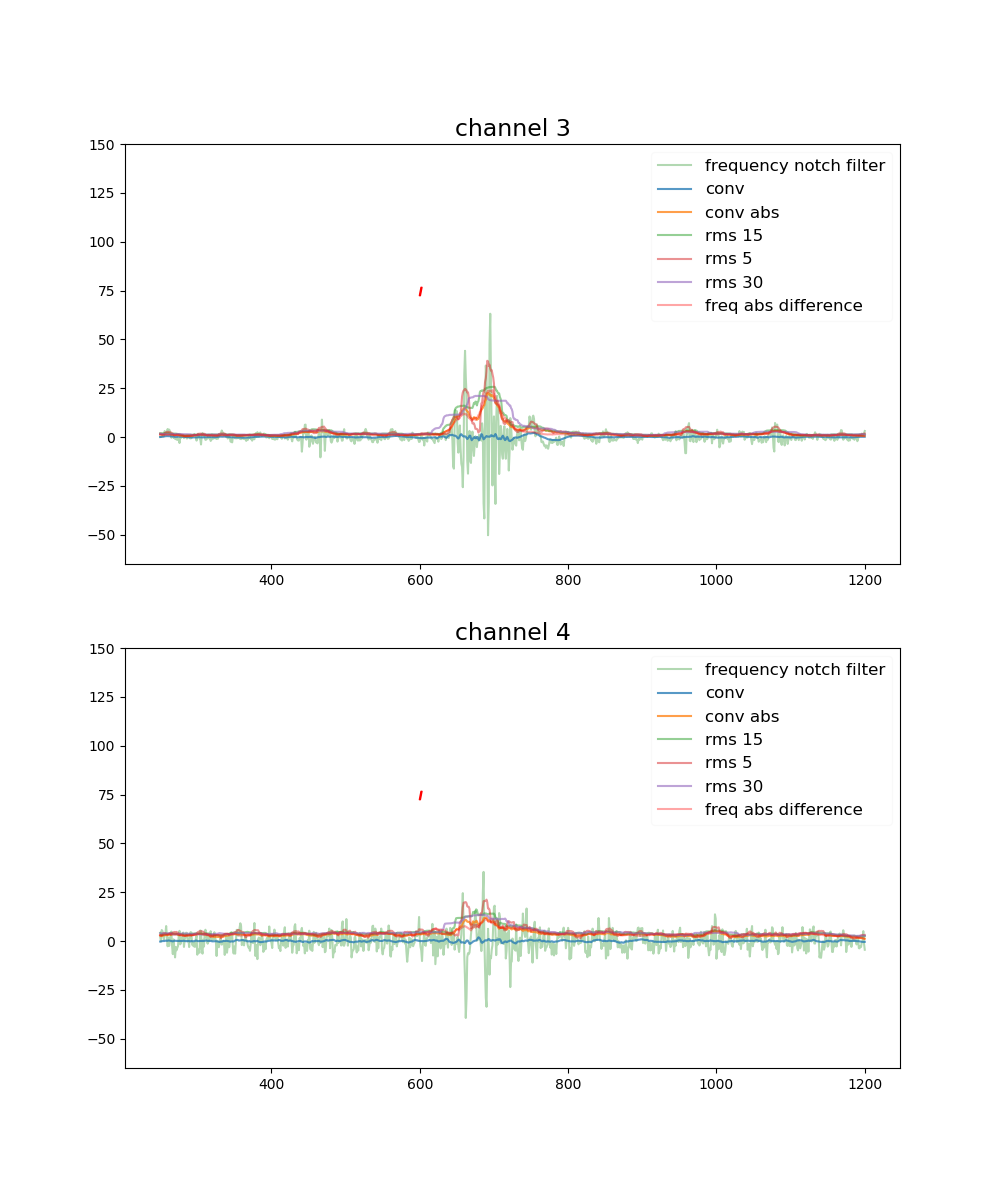 channel 3
150
125
100
75
50
25
0
−25
−50
frequency notch filter
conv
conv abs
rms 15
rms 5
rms 30
freq abs difference
400 600 800 1000 1200
channel 4
150
125
100
75
50
25
0
−25
−50
frequency notch filter
conv
conv abs
rms 15
rms 5
rms 30
freq abs difference
400 600 800 1000 1200